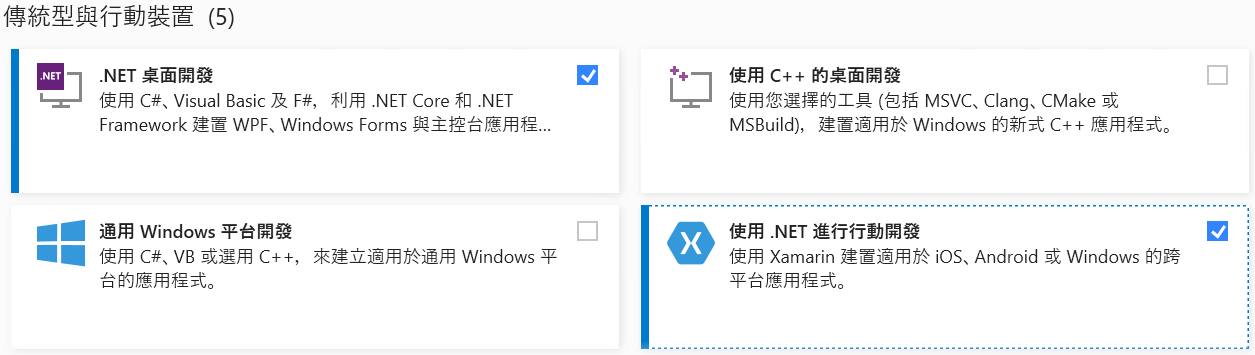 傳統型與行動裝置 (5)
.NET
.NET 桌面開發
使用 C#、Visual Basic 及 F#，利用 .NET Core 和 .NET
Framework 建置 WPF、Windows Forms 與主控台應用程...
使用 C++ 的桌面開發
使用您選擇的工具 (包括 MSVC、Clang、CMake 或
MSBuild)，建置適用於 Windows 的新式 C++ 應用程式。
通用 Windows 平台開發
使用 C#、VB 或選用 C++，來建立適用於通用 Windows 平
台的應用程式。
使用 .NET 進行行動開發
使用 Xamarin 建置適用於 iOS、Android 或 Windows 的跨
平台應用程式。